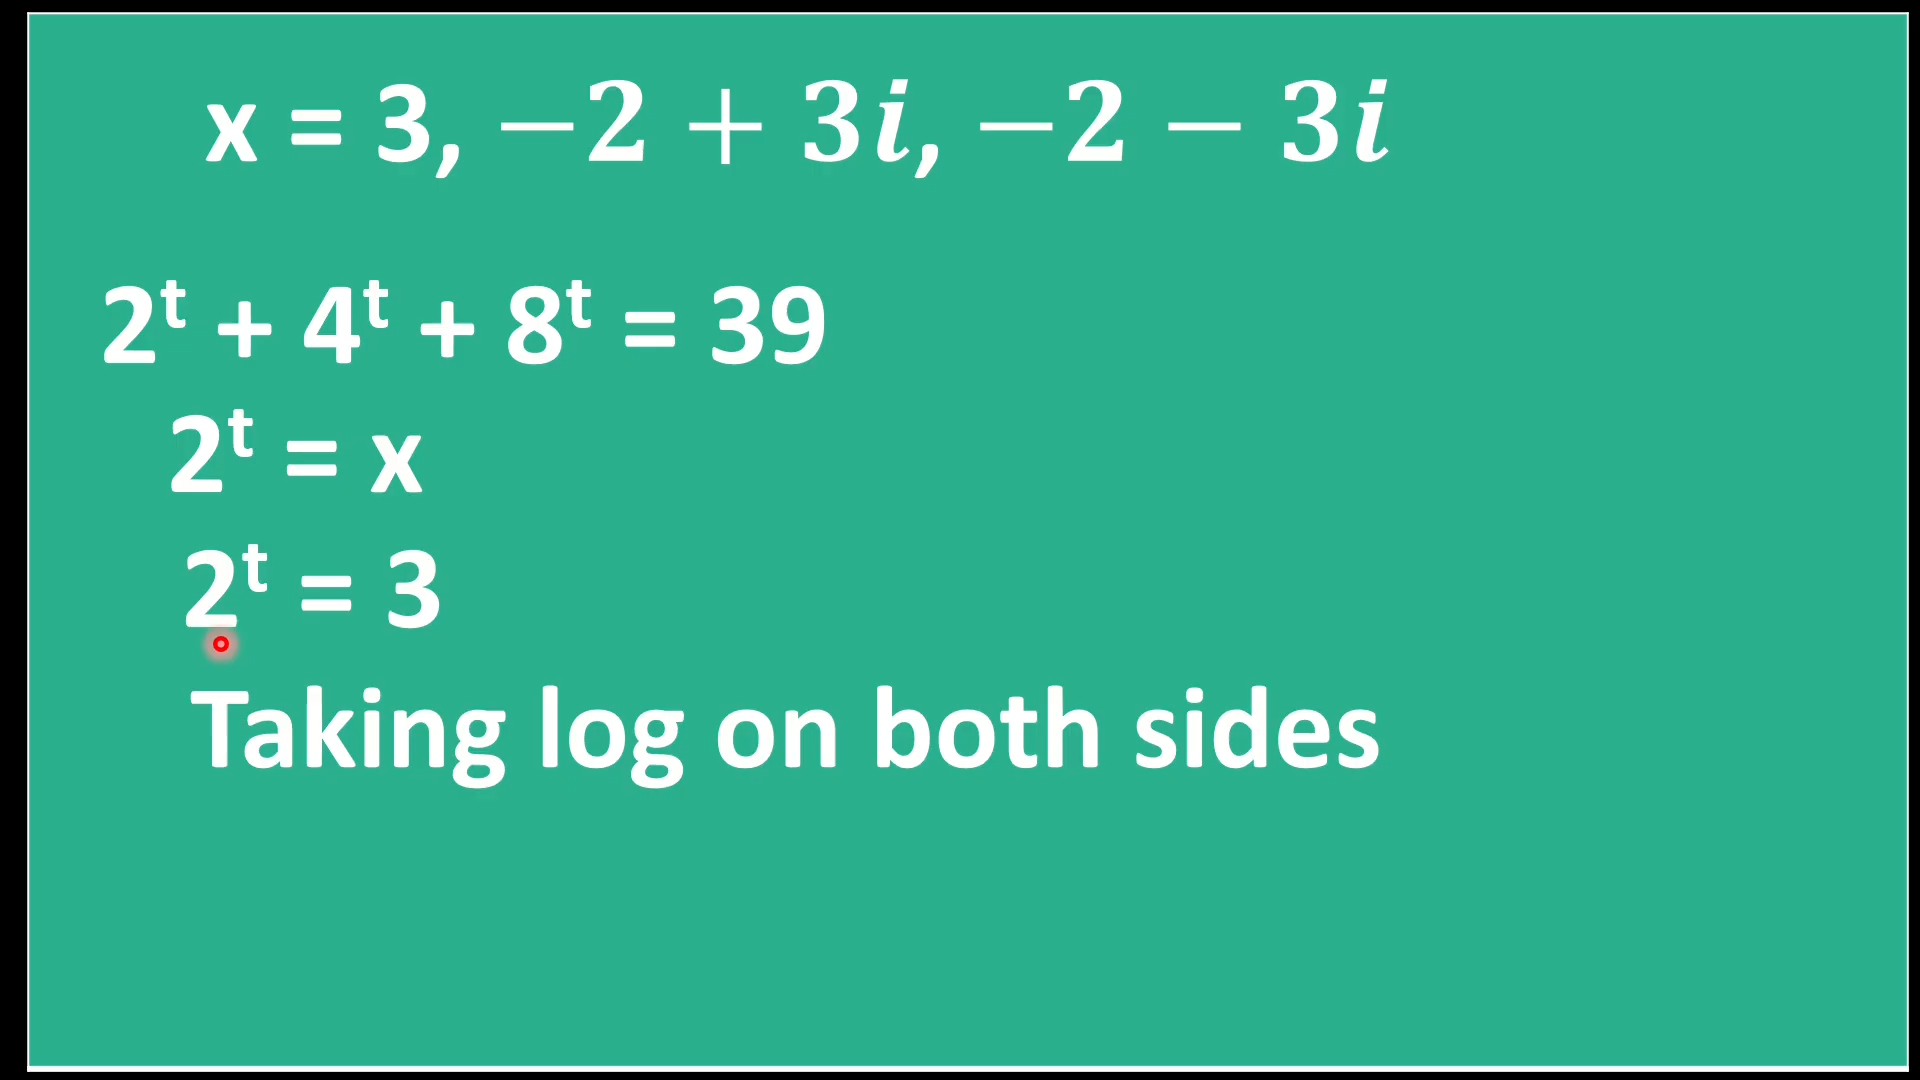 x = 3, −2 + 3i, −2 − 3i
2ᵗ + 4ᵗ + 8ᵗ = 39
2ᵗ = x
2ᵗ = 3
Taking log on both sides